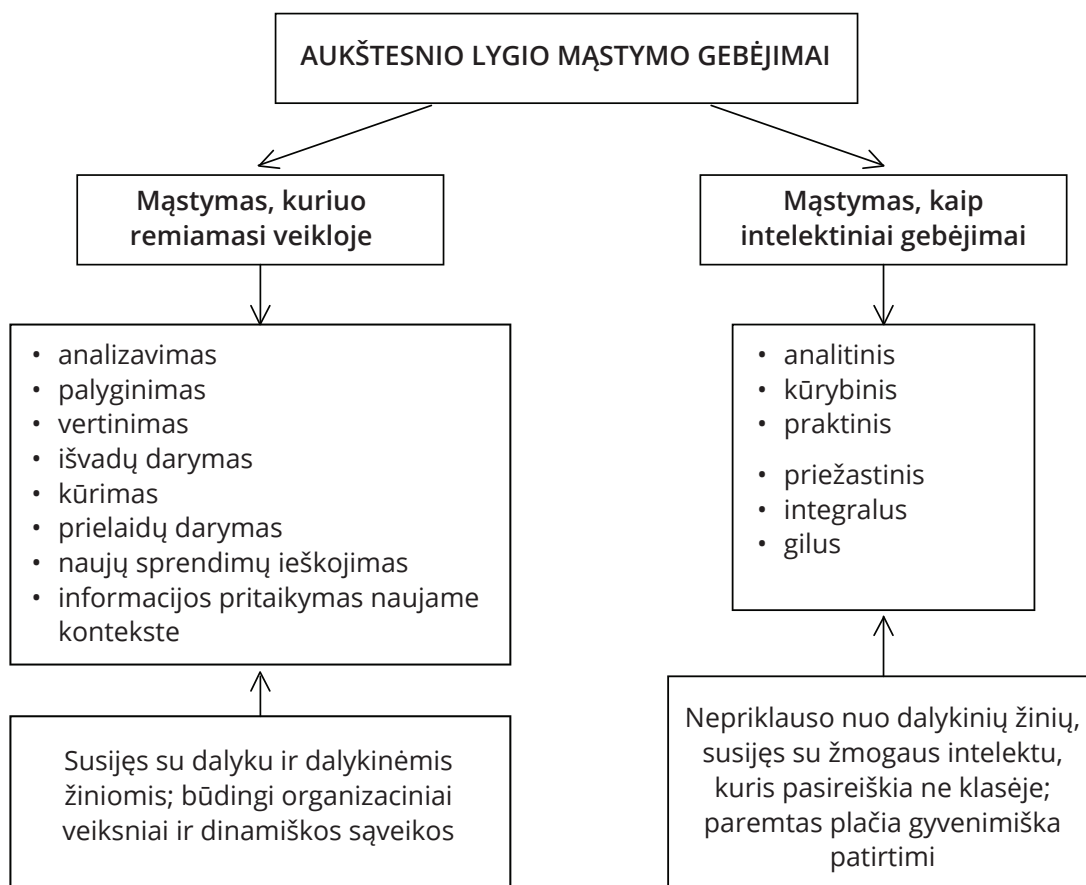 AUKŠTESNIO LYGIO MĄSTYMO GEBĖJIMAI
Mąstymas, kuriuo
remiamasi veikloje
• analizavimas
• palyginimas
• vertinimas
• išvadų darymas
• kūrimas
• prielaidų darymas
• naujų sprendimų ieškojimas
• informacijos pritaikymas naujame
kontekste
Susijęs su dalyku ir dalykinėmis
žiniomis; būdingi organizaciniai
veiksniai ir dinamiškos sąveikos
Mąstymas, kaip
intelektiniai gebėjimai
• analitinis
• kūrybinis
• praktinis
• priežastinis
• integralus
• gilus
Nepriklauso nuo dalykinių žinių,
susijęs su žmogaus intelektu,
kuris pasireiškia ne klasėje;
paremtas plačia gyvenimiška
patirtimi